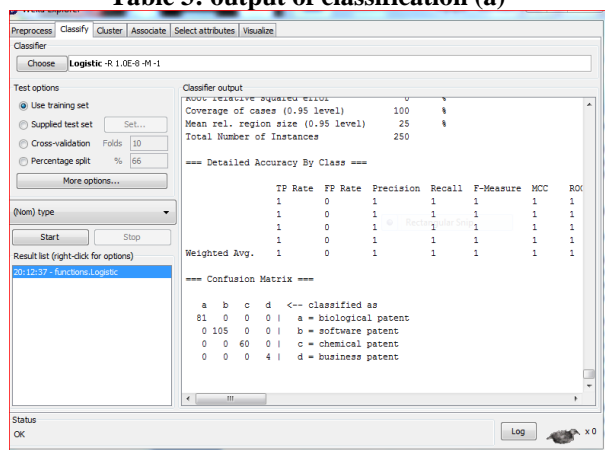 Table 3: output of classification (a)
Preprocess Classify Cluster Associate Select attributes Visualize
Classifier
Choose Logistic -R 1.0E-8 -M -1
Test options
Use training set
Supplied test set Set...
Cross-validation Folds 10
Percentage split % 66
More options...
(Nom) type
Start Stop
Result list (right-click for options)
20:12:37 - functions.Logistic
Classifier output
Root relative squared error 0 %
Coverage of cases (0.95 level) 100 %
Mean rel. region size (0.95 level) 25 %
Total Number of Instances 250
=== Detailed Accuracy By Class ===
TP Rate FP Rate Precision Recall F-Measure MCC ROC
1 0 1 1 1 1 1
1 0 1 1 1 1 1
1 0 1 1 1 1 1
1 0 1 1 1 1 1
Weighted Avg. 1 0 1 1 1 1 1
=== Confusion Matrix ===
a b c d <-- classified as
81 0 0 0 | a = biological patent
0 105 0 0 | b = software patent
0 0 60 0 | c = chemical patent
0 0 0 4 | d = business patent
Status
OK
Log
x 0